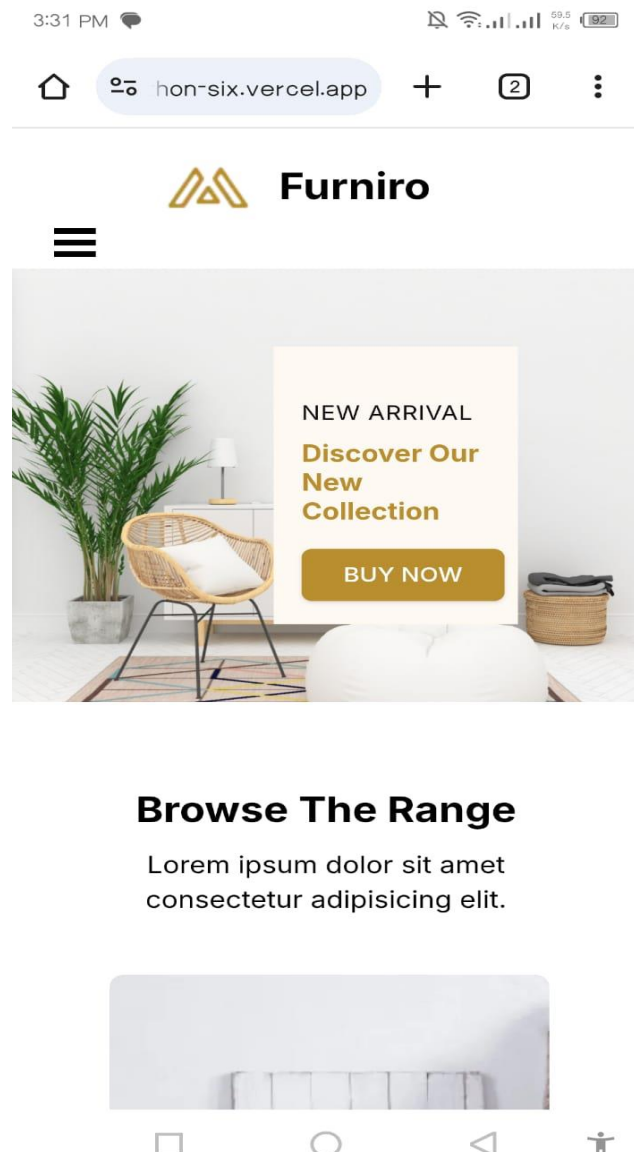 3:31 PM
59.5
K/s
92
hon-six.vercel.app
2
Furniro
NEW ARRIVAL
Discover Our
New
Collection
BUY NOW
Browse The Range
Lorem ipsum dolor sit amet
consectetur adipisicing elit.